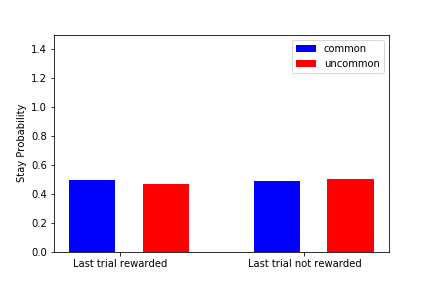 1.4
1.2
1.0
0.8
0.6
0.4
0.2
0.0
Stay Probability
common
uncommon
Last trial rewarded
Last trial not rewarded